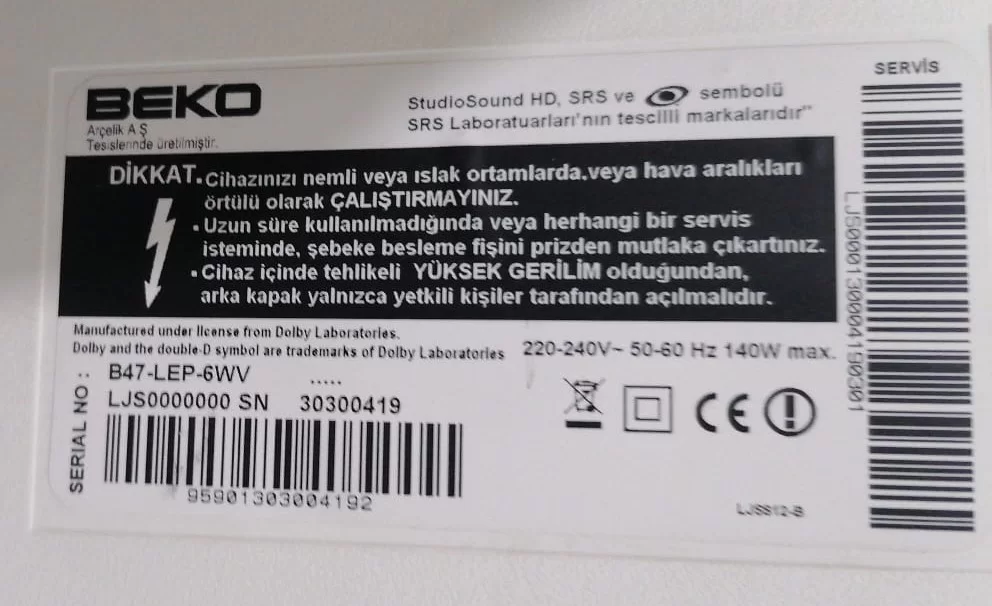 BEKO
Arçelik A.Ş
Tesislerinde üretilmiştir.
StudioSound HD, SRS ve sembolü
SRS Laboratuarları'nın tescilli markalarıdır"
SERVİS
DİKKAT. Cihazınızı nemli veya ıslak ortamlarda,veya hava aralıkları
örtülü olarak ÇALIŞTIRMAYINIZ.
• Uzun süre kullanılmadığında veya herhangi bir servis
isteminde, şebeke besleme fişini prizden mutlaka çıkartınız.
• Cihaz içinde tehlikeli YÜKSEK GERİLİM olduğundan,
arka kapak yalnızca yetkili kişiler tarafından açılmalıdır.
Manufactured under license from Dolby Laboratories.
Dolby and the double-D symbol are trademarks of Dolby Laboratories
220-240V~ 50-60 Hz 140W max.
SERIAL NO :
B47-LEP-6WV .....
LJS0000000 SN 30300419
95901303004192
CE
LJSS12-B